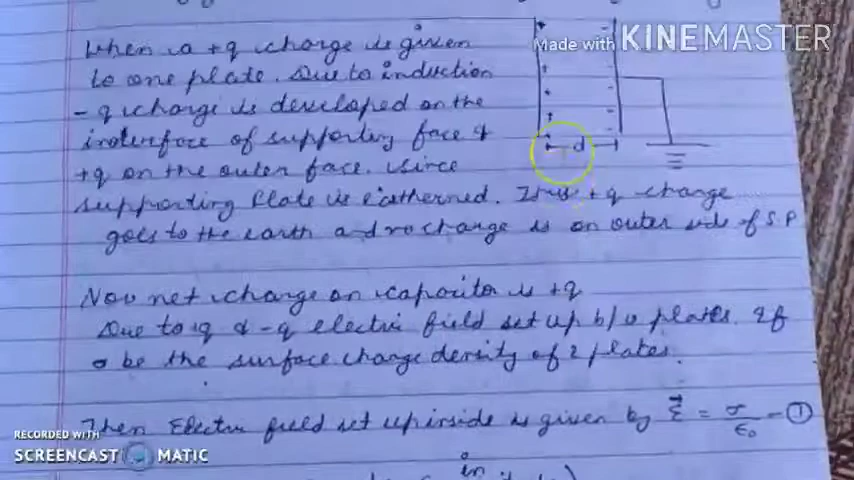 Made with KINEMASTER
when a +q charge is given
to one plate. Due to induction
-q charge is developed on the
innerface of supporting face &
+q on the outer face. since
d
supporting plate is eartherned. Thus +q charge
goes to the earth and no charge is on outer side of S.P
Now net charge on capacitor is +q
Due to +q & -q electric field set up b/w plates. If
σ be the surface charge density of 2 plates.
Then Electric field set up inside is given by E⃗ = σ/ε₀ - ①
RECORDED WITH
SCREENCAST MATIC
in